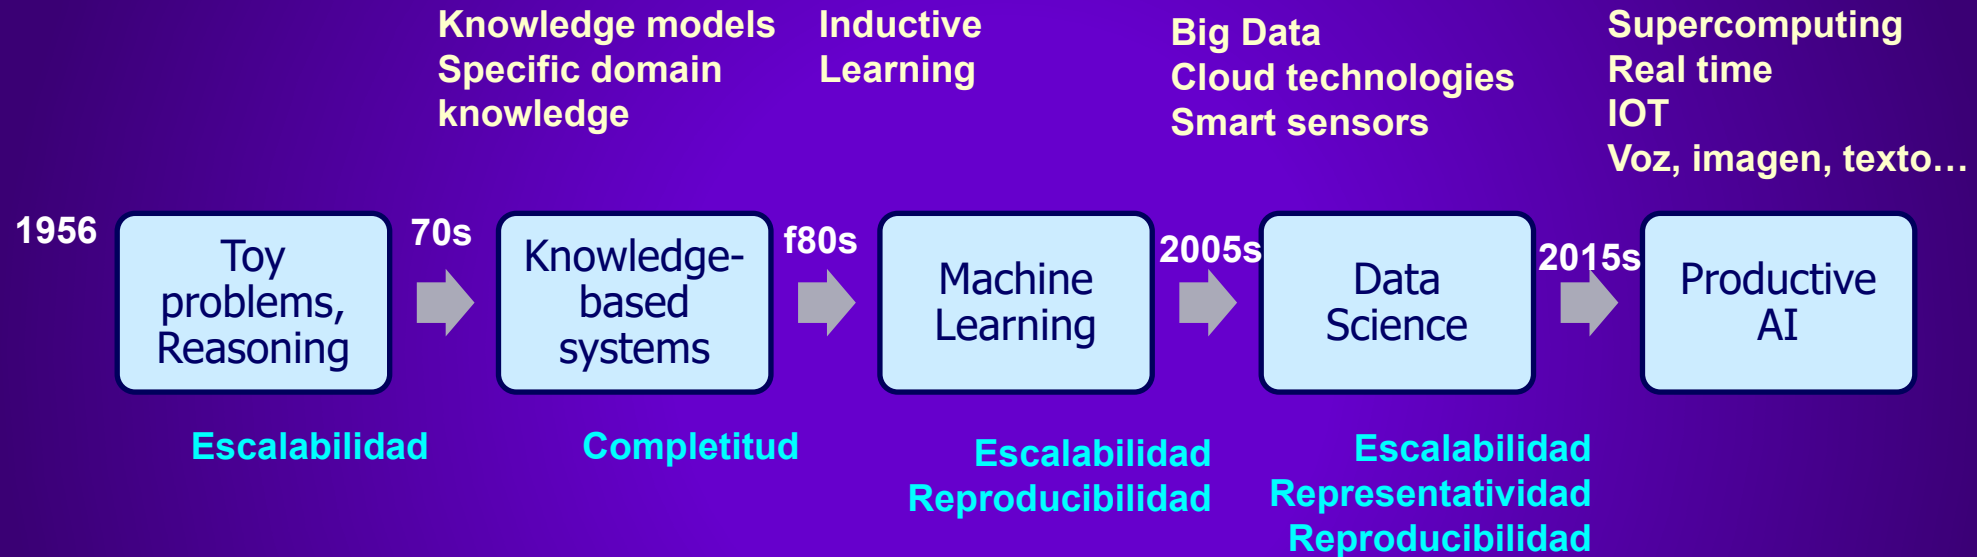 Knowledge models
Specific domain
knowledge
Inductive
Learning
Big Data
Cloud technologies
Smart sensors
Supercomputing
Real time
IOT
Voz, imagen, texto…
1956
Toy
problems,
Reasoning
70s
Knowledge-
based
systems
f80s
Machine
Learning
2005s
Data
Science
2015s
Productive
AI
Escalabilidad
Completitud
Escalabilidad
Reproducibilidad
Escalabilidad
Representatividad
Reproducibilidad